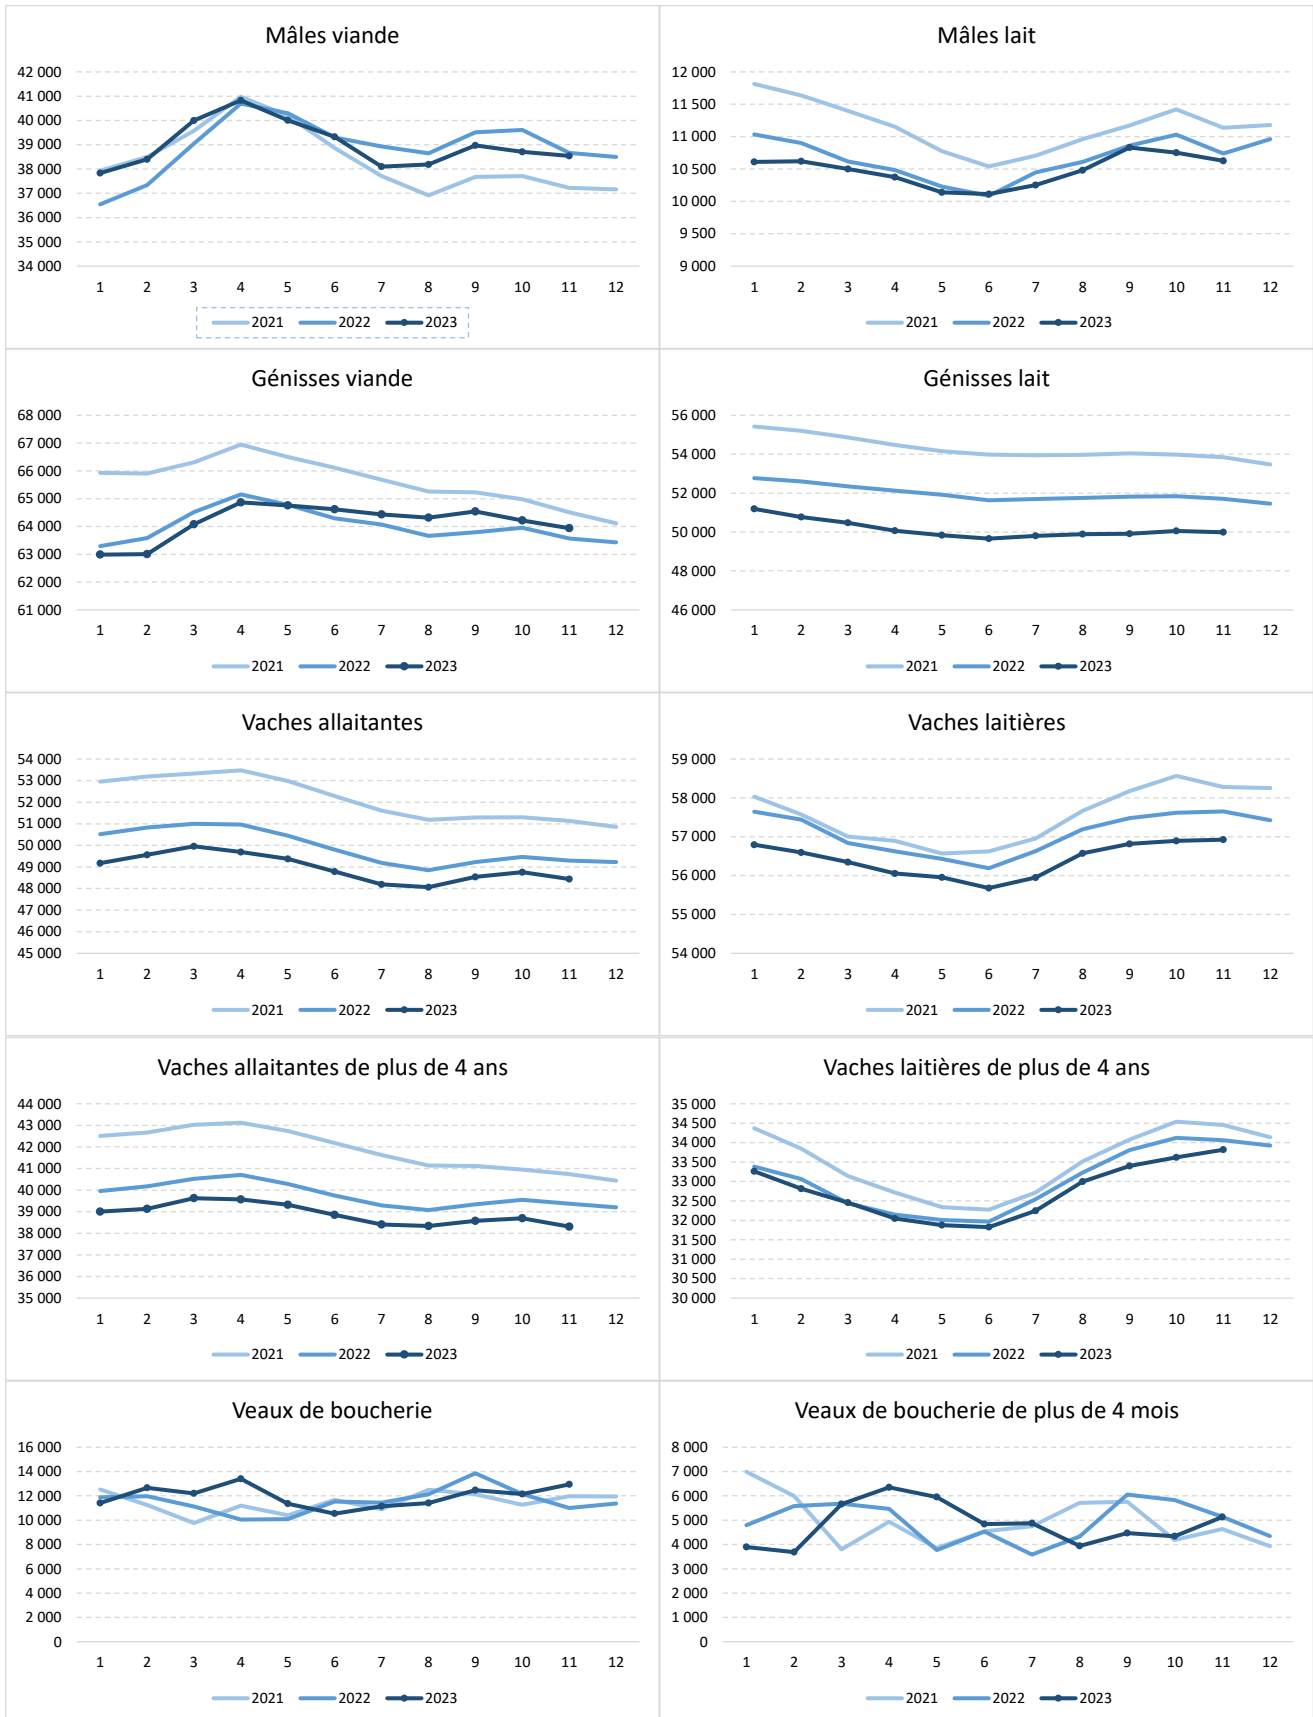 Mâles viande
42 000
41 000
40 000
39 000
38 000
37 000
36 000
35 000
34 000
1 2 3 4 5 6 7 8 9 10 11 12
2021 2022 2023
Mâles lait
12 000
11 500
11 000
10 500
10 000
9 500
9 000
1 2 3 4 5 6 7 8 9 10 11 12
2021 2022 2023
Génisses viande
68 000
67 000
66 000
65 000
64 000
63 000
62 000
61 000
1 2 3 4 5 6 7 8 9 10 11 12
2021 2022 2023
Génisses lait
56 000
54 000
52 000
50 000
48 000
46 000
1 2 3 4 5 6 7 8 9 10 11 12
2021 2022 2023
Vaches allaitantes
54 000
53 000
52 000
51 000
50 000
49 000
48 000
47 000
46 000
45 000
1 2 3 4 5 6 7 8 9 10 11 12
2021 2022 2023
Vaches laitières
59 000
58 000
57 000
56 000
55 000
54 000
1 2 3 4 5 6 7 8 9 10 11 12
2021 2022 2023
Vaches allaitantes de plus de 4 ans
44 000
43 000
42 000
41 000
40 000
39 000
38 000
37 000
36 000
35 000
1 2 3 4 5 6 7 8 9 10 11 12
2021 2022 2023
Vaches laitières de plus de 4 ans
35 000
34 500
34 000
33 500
33 000
32 500
32 000
31 500
31 000
30 500
30 000
1 2 3 4 5 6 7 8 9 10 11 12
2021 2022 2023
Veaux de boucherie
16 000
14 000
12 000
10 000
8 000
6 000
4 000
2 000
0
1 2 3 4 5 6 7 8 9 10 11 12
2021 2022 2023
Veaux de boucherie de plus de 4 mois
8 000
7 000
6 000
5 000
4 000
3 000
2 000
1 000
0
1 2 3 4 5 6 7 8 9 10 11 12
2021 2022 2023